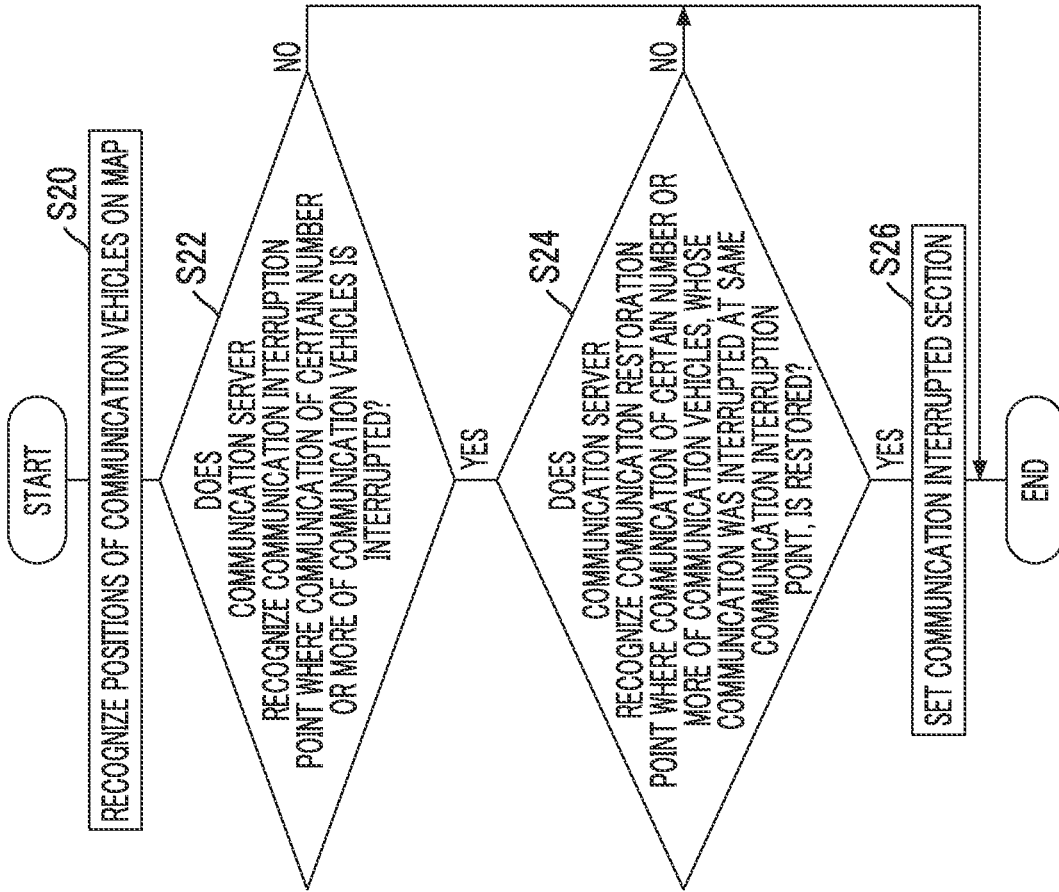 START
S20
RECOGNIZE POSITIONS OF COMMUNICATION VEHICLES ON MAP
S22
DOES
COMMUNICATION SERVER
RECOGNIZE COMMUNICATION INTERRUPTION
POINT WHERE COMMUNICATION OF CERTAIN NUMBER
OR MORE OF COMMUNICATION VEHICLES IS
INTERRUPTED?
NO
YES
S24
DOES
COMMUNICATION SERVER
RECOGNIZE COMMUNICATION RESTORATION
POINT WHERE COMMUNICATION OF CERTAIN NUMBER OR
MORE OF COMMUNICATION VEHICLES, WHOSE
COMMUNICATION WAS INTERRUPTED AT SAME
COMMUNICATION INTERRUPTION
POINT, IS RESTORED?
NO
YES
S26
SET COMMUNICATION INTERRUPTED SECTION
END